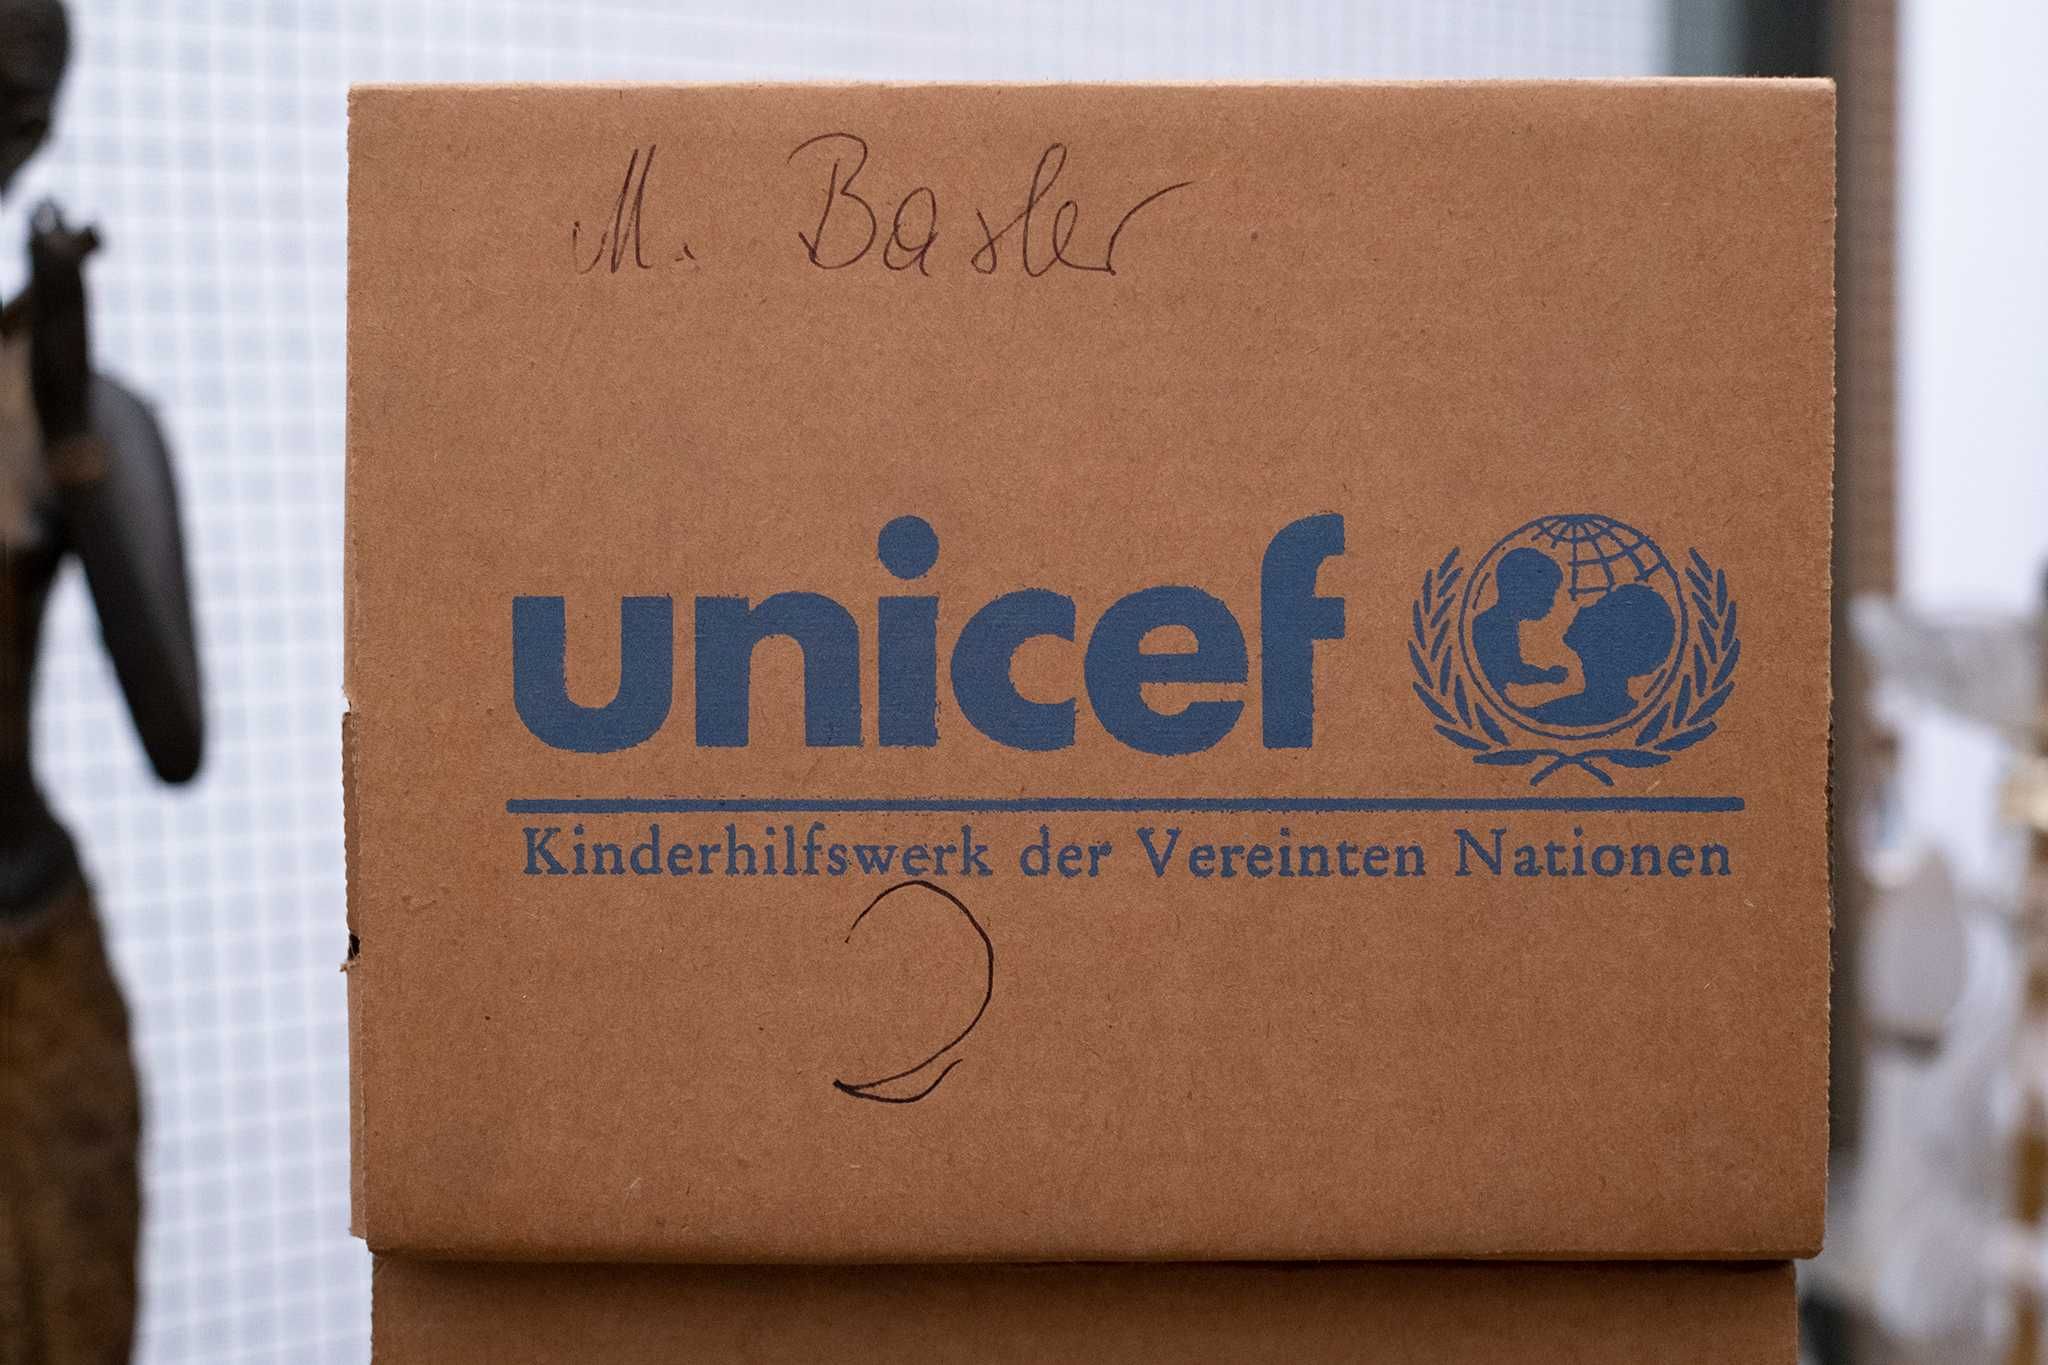 M. Basler
unicef
Kinderhilfswerk der Vereinten Nationen
2